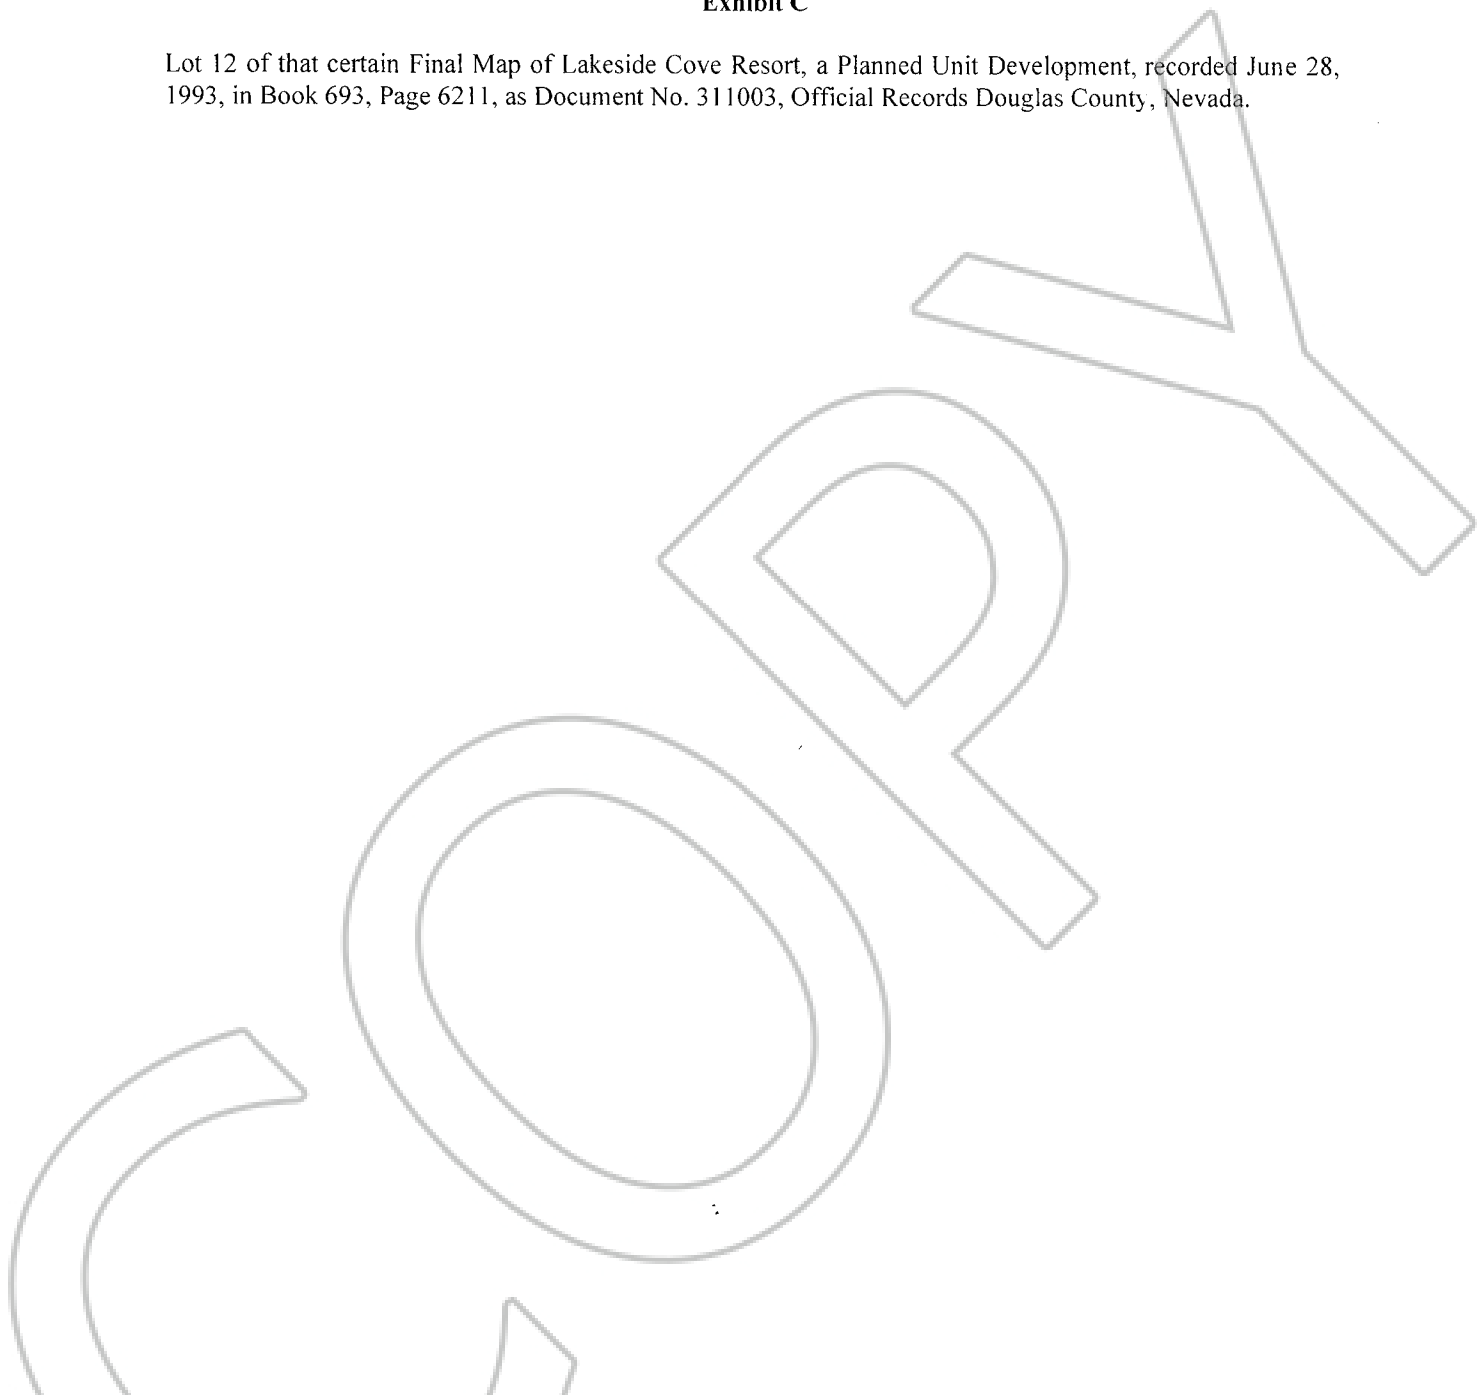 Exhibit C
Lot 12 of that certain Final Map of Lakeside Cove Resort, a Planned Unit Development, recorded June 28,
1993, in Book 693, Page 6211, as Document No. 311003, Official Records Douglas County, Nevada.
COPY